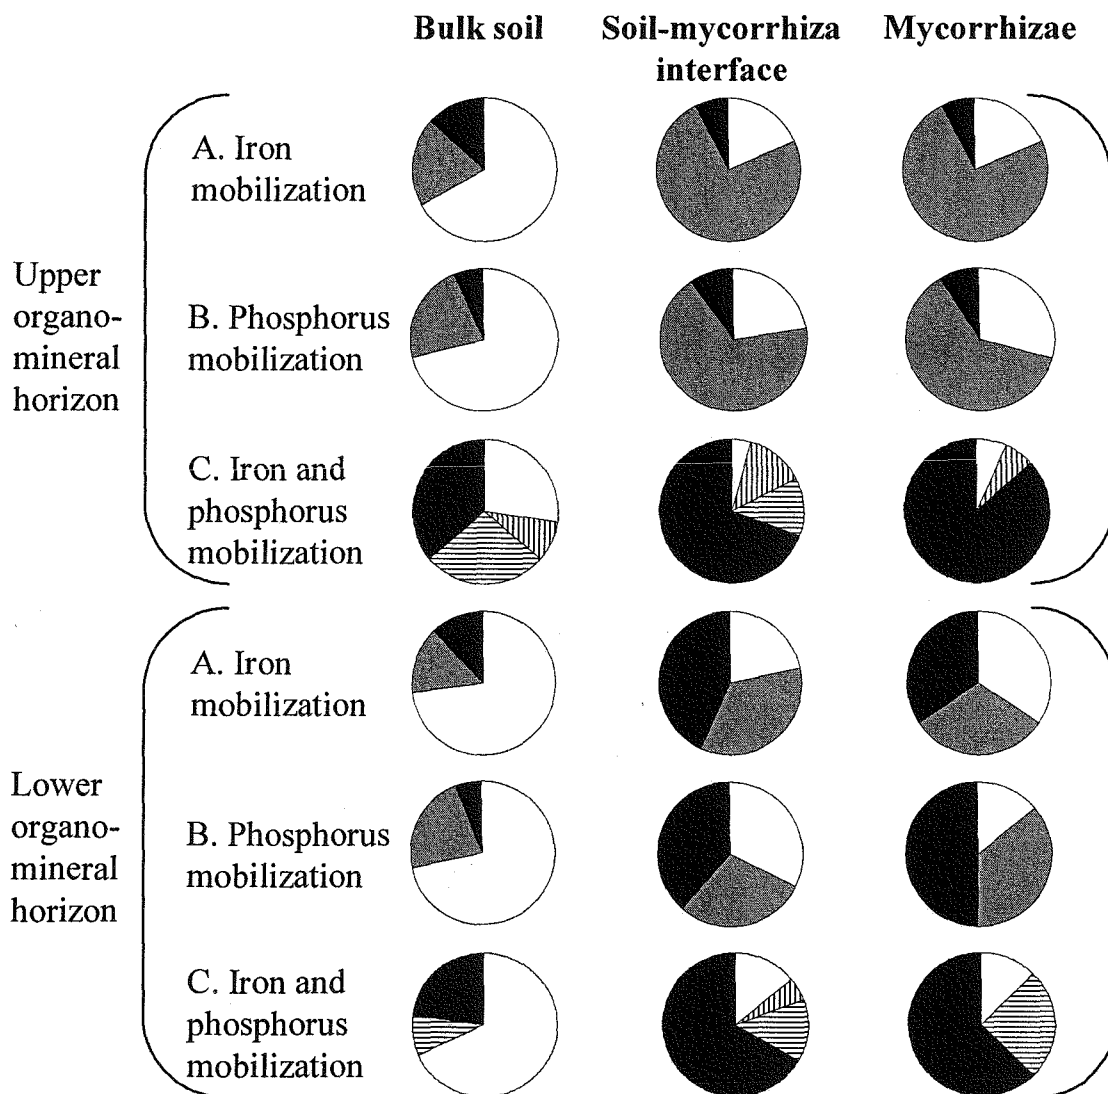 Bulk soil
Soil-mycorrhiza
interface
Mycorrhizae
Upper
organo-
mineral
horizon
A. Iron
mobilization
B. Phosphorus
mobilization
C. Iron and
phosphorus
mobilization
Lower
organo-
mineral
horizon
A. Iron
mobilization
B. Phosphorus
mobilization
C. Iron and
phosphorus
mobilization